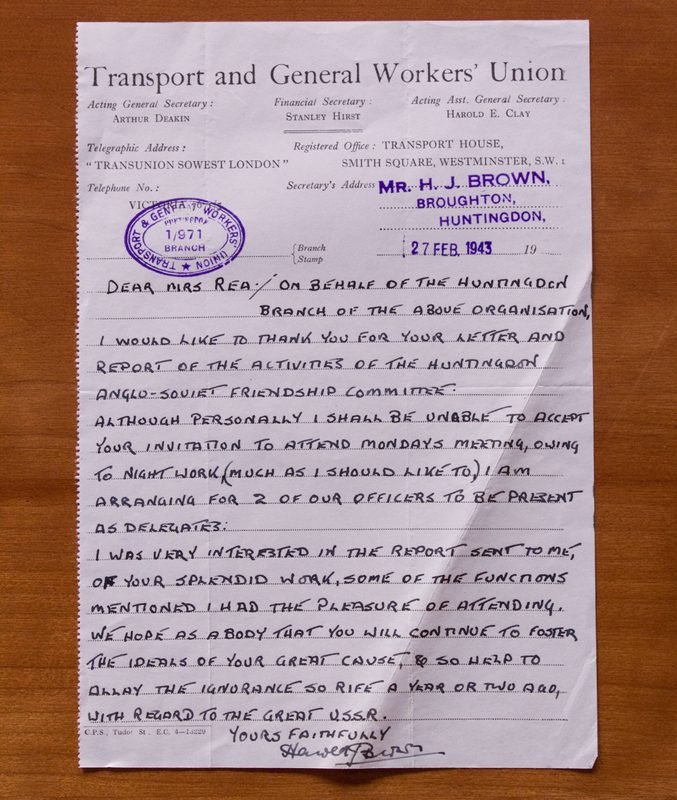 Transport and General Workers' Union
Acting General Secretary: Financial Secretary: Acting Asst. General Secretary:
ARTHUR DEAKIN STANLEY HIRST HAROLD E. CLAY
Telegraphic Address: Registered Office: TRANSPORT HOUSE,
"TRANSUNION SOWEST LONDON" SMITH SQUARE, WESTMINSTER, S.W.1
Telephone No.: Secretary's Address MR. H. J. BROWN,
VICTORIA BROUGHTON,
HUNTINGDON,
TRANSPORT & GENERAL WORKERS' UNION
1/971
BRANCH
Branch Stamp
27 FEB. 1943 19
DEAR MRS REA:/ ON BEHALF OF THE HUNTINGDON
BRANCH OF THE ABOVE ORGANISATION,
I WOULD LIKE TO THANK YOU FOR YOUR LETTER AND
REPORT OF THE ACTIVITIES OF THE HUNTINGDON
ANGLO-SOVIET FRIENDSHIP COMMITTEE.
ALTHOUGH PERSONALLY I SHALL BE UNABLE TO ACCEPT
YOUR INVITATION TO ATTEND MONDAYS MEETING, OWING
TO NIGHT WORK, (MUCH AS I SHOULD LIKE TO,) I AM
ARRANGING FOR 2 OF OUR OFFICERS TO BE PRESENT
AS DELEGATES.
I WAS VERY INTERESTED IN THE REPORT SENT TO ME,
OF YOUR SPLENDID WORK, SOME OF THE FUNCTIONS
MENTIONED I HAD THE PLEASURE OF ATTENDING.
WE HOPE AS A BODY THAT YOU WILL CONTINUE TO FOSTER
THE IDEALS OF YOUR GREAT CAUSE, & SO HELP TO
ALLAY THE IGNORANCE SO RIFE A YEAR OR TWO AGO,
WITH REGARD TO THE GREAT U.S.S.R.
C.P.S., Tudor St., E.C. 4—13229 YOURS FAITHFULLY
Brown